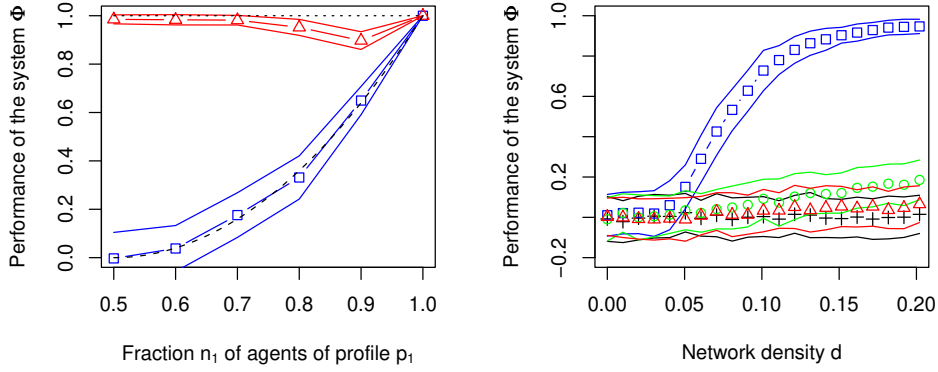 Performance of the system Φ
0.0 0.2 0.4 0.6 0.8 1.0
0.5 0.6 0.7 0.8 0.9 1.0
Fraction n1 of agents of profile p1
Performance of the system Φ
−0.2 0.2 0.6 1.0
0.00 0.05 0.10 0.15 0.20
Network density d